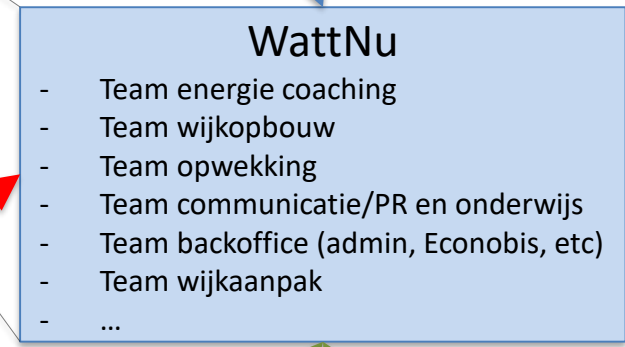 WattNu
- Team energie coaching
- Team wijkopbouw
- Team opwekking
- Team communicatie/PR en onderwijs
- Team backoffice (admin, Econobis, etc)
- Team wijkaanpak
- ...